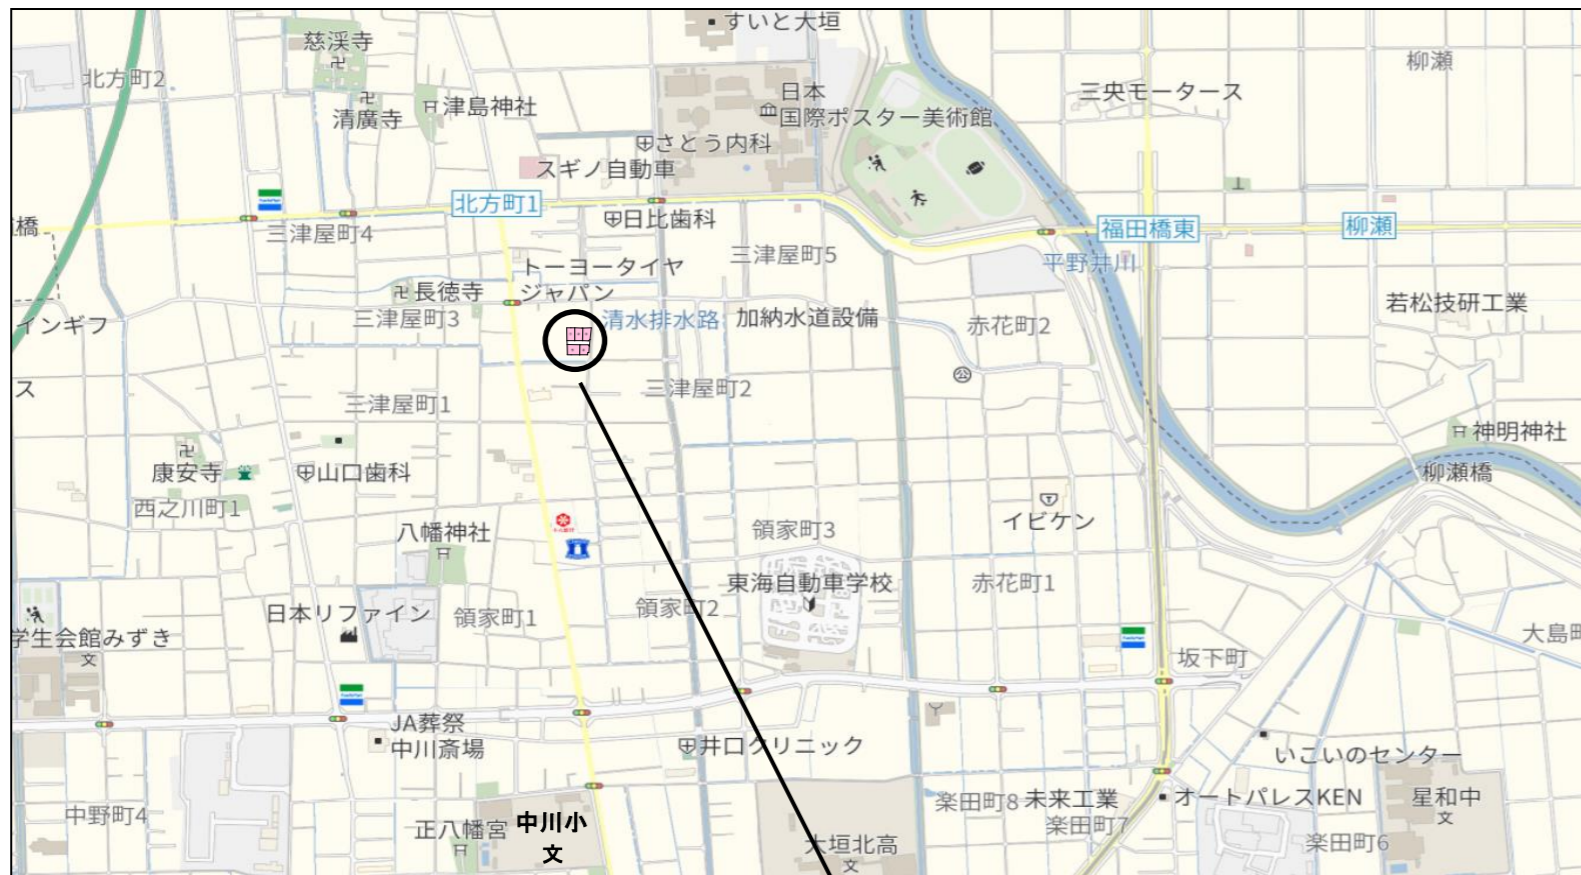 すいと大垣
慈渓寺
北方町2
柳瀬
三央モータース
日本
国際ポスター美術館
清廣寺
津島神社
さとう内科
スギノ自動車
北方町1
日比歯科
福田橋東
柳瀬
橋
三津屋町4
三津屋町5
平野井川
トーヨータイヤ
ジャパン
長徳寺
三津屋町3
清水排水路
加納水道設備
赤花町2
若松技研工業
インギフ
ス
公
三津屋町2
三津屋町1
神明神社
康安寺
山口歯科
柳瀬橋
西之川町1
イビケン
八幡神社
領家町3
東海自動車学校
赤花町1
日本リファイン
領家町1
領家町2
学生会館みずき
文
大島町
坂下町
JA葬祭
中川斎場
井口クリニック
いこいのセンター
中野町4
正八幡宮
中川小
文
大垣北高
文
楽田町8
未来工業
楽田町7
オートパレスKEN
星和中
文
楽田町6